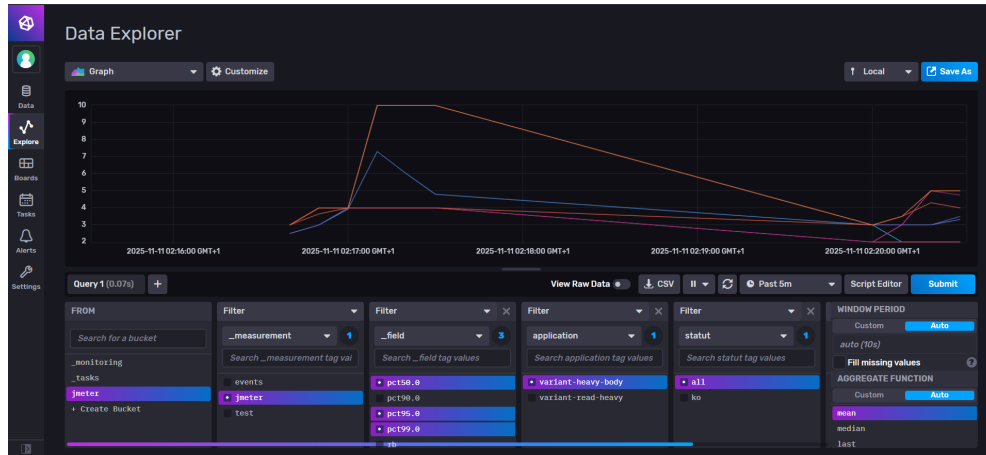 Data Explorer
Graph
Customize
Local
Save As
Data
Explore
Boards
Tasks
Alerts
Settings
10
9
8
7
6
5
4
3
2
2025-11-11 02:16:00 GMT+1
2025-11-11 02:17:00 GMT+1
2025-11-11 02:18:00 GMT+1
2025-11-11 02:19:00 GMT+1
2025-11-11 02:20:00 GMT+1
Query 1 (0.07s)
+
View Raw Data
CSV
Past 5m
Script Editor
Submit
FROM
Search for a bucket
_monitoring
_tasks
jmeter
+ Create Bucket
Filter
_measurement
1
Search _measurement tag val
events
jmeter
test
Filter
_field
3
Search _field tag values
pct50.0
pct90.0
pct95.0
pct99.0
rb
Filter
application
1
Search application tag values
variant-heavy-body
variant-read-heavy
Filter
statut
1
Search statut tag values
all
ko
WINDOW PERIOD
Custom
Auto
auto (10s)
Fill missing values
?
AGGREGATE FUNCTION
Custom
Auto
mean
median
last